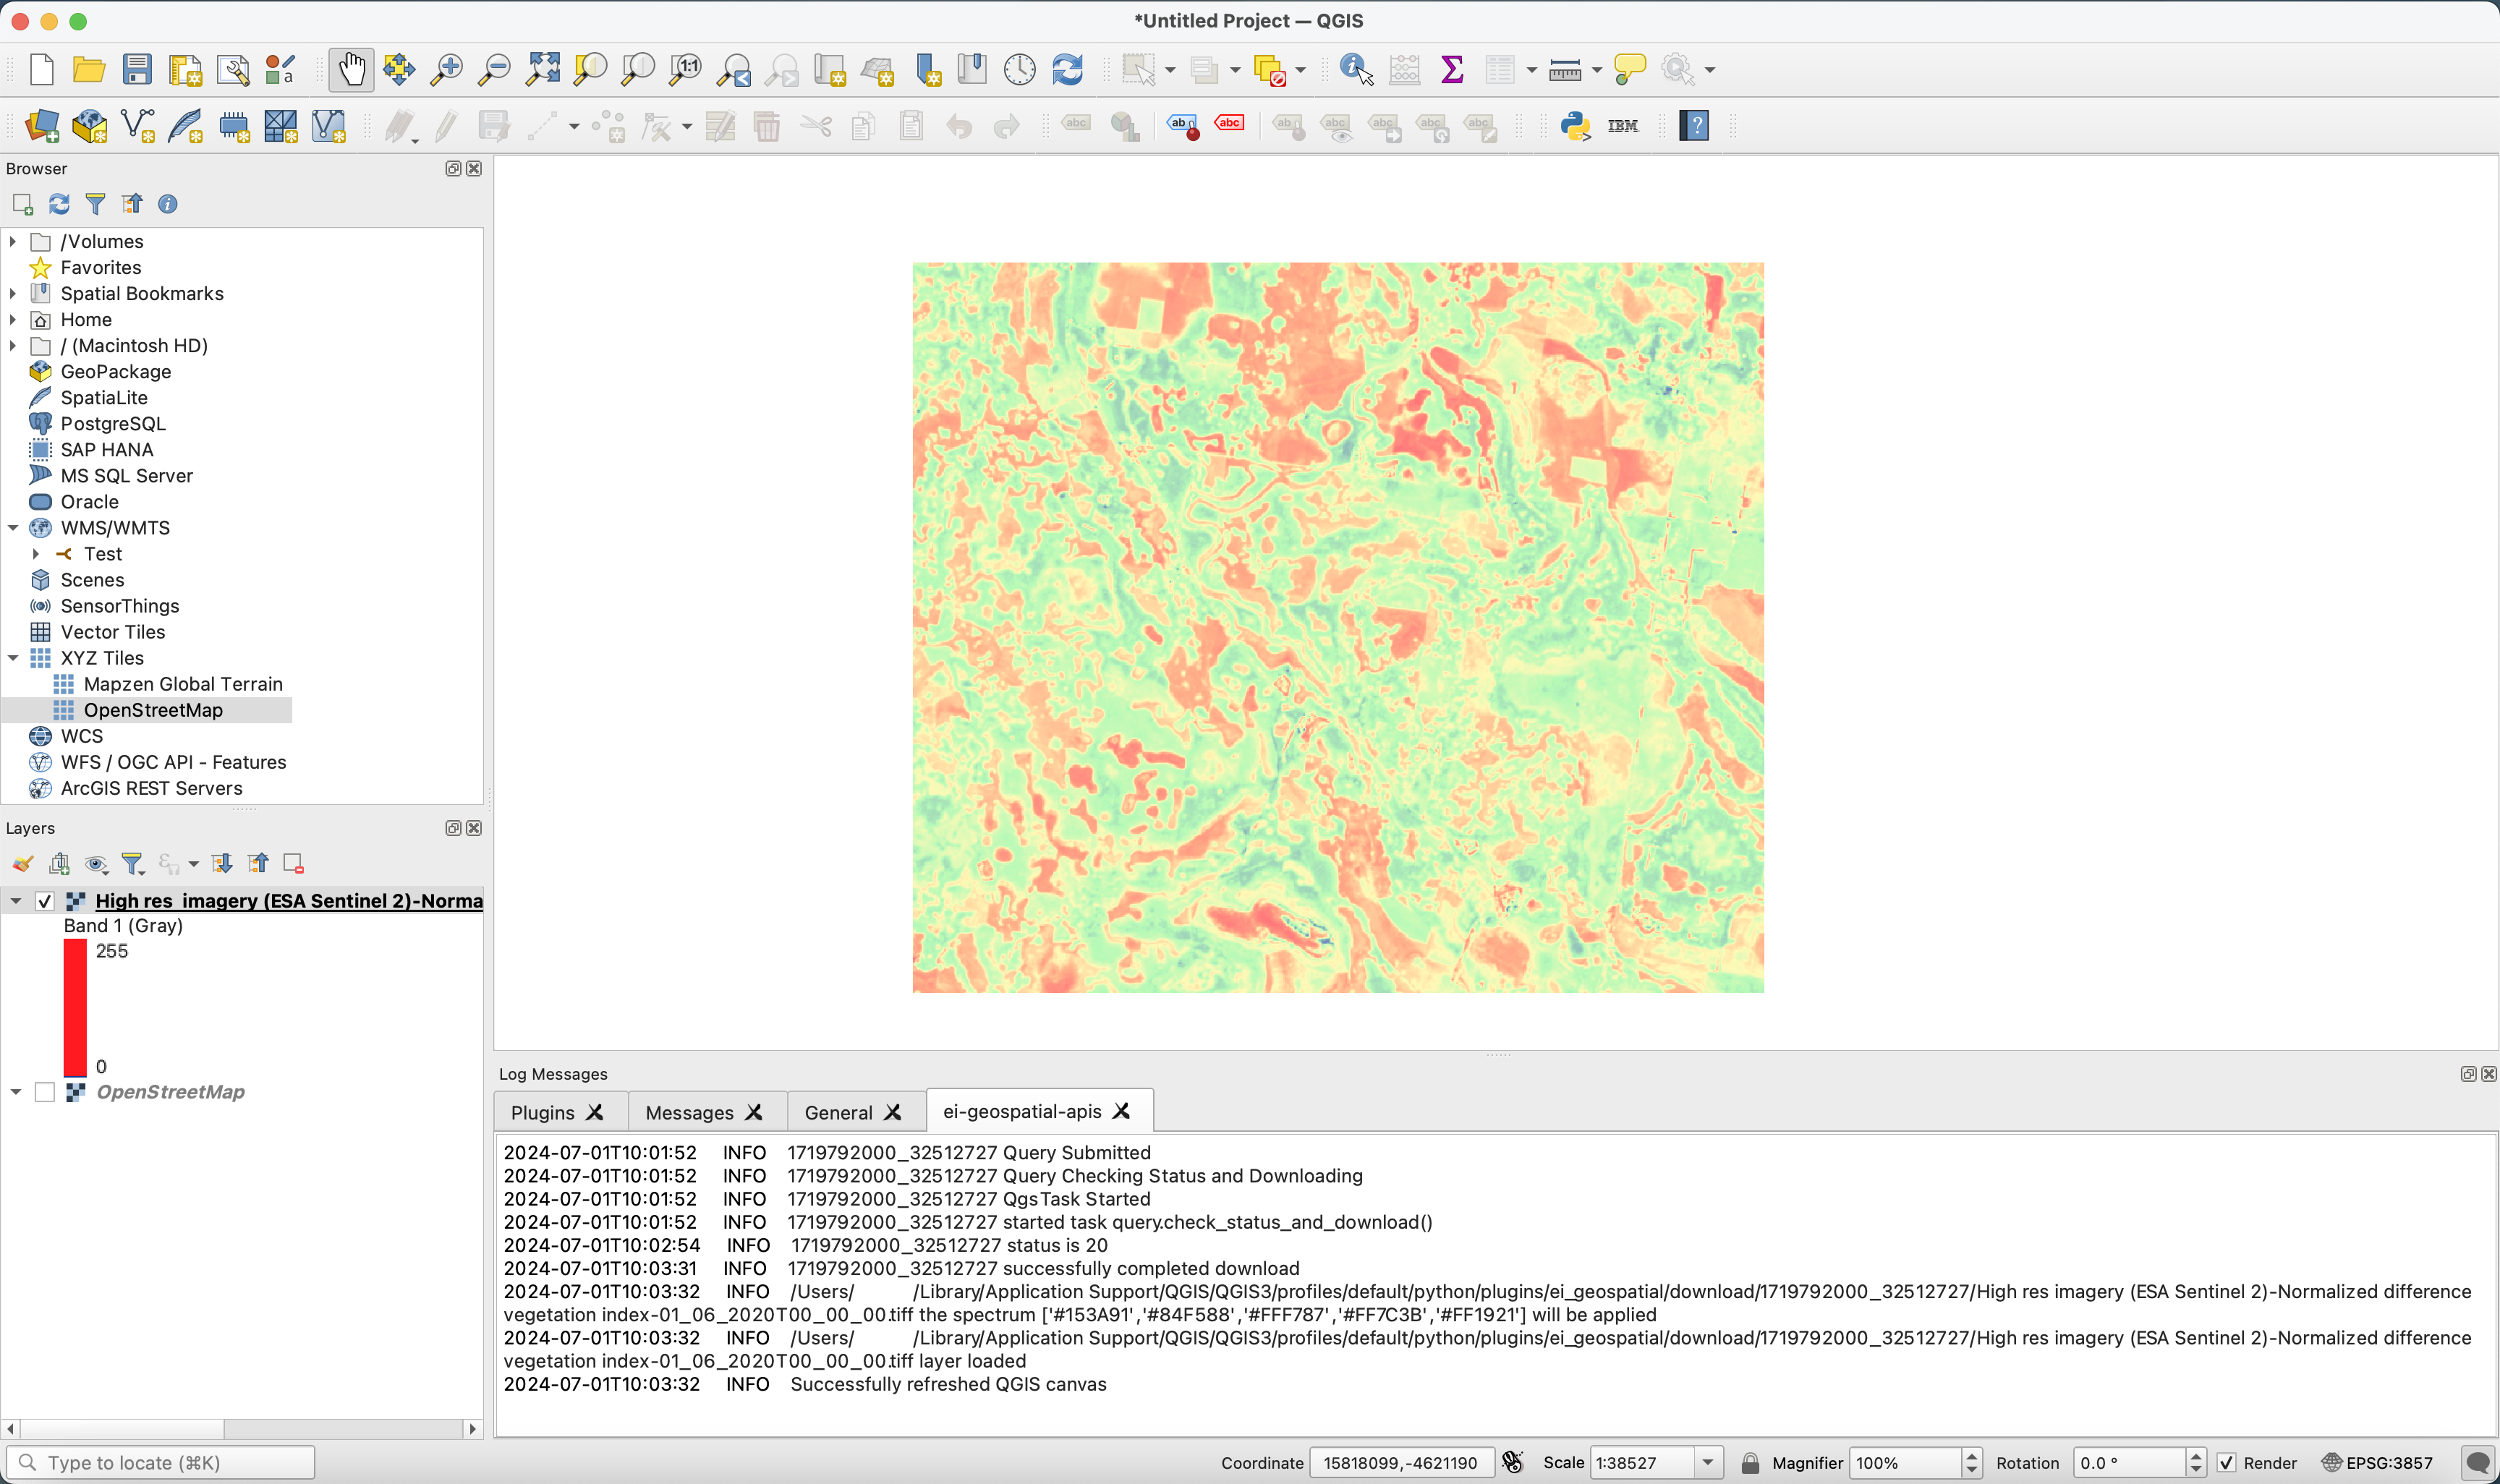 *Untitled Project — QGIS
1:1
a
abc
ab
abc
abc
abc
abc
abc
abc
IBM
?
Browser
/Volumes
Favorites
Spatial Bookmarks
Home
/ (Macintosh HD)
GeoPackage
SpatiaLite
PostgreSQL
SAP HANA
MS SQL Server
Oracle
WMS/WMTS
Test
Scenes
SensorThings
Vector Tiles
XYZ Tiles
Mapzen Global Terrain
OpenStreetMap
WCS
WFS / OGC API - Features
ArcGIS REST Servers
Layers
High res imagery (ESA Sentinel 2)-Norma
Band 1 (Gray)
255
0
OpenStreetMap
Log Messages
Plugins Messages General ei-geospatial-apis
2024-07-01T10:01:52 INFO 1719792000_32512727 Query Submitted
2024-07-01T10:01:52 INFO 1719792000_32512727 Query Checking Status and Downloading
2024-07-01T10:01:52 INFO 1719792000_32512727 QgsTask Started
2024-07-01T10:01:52 INFO 1719792000_32512727 started task query.check_status_and_download()
2024-07-01T10:02:54 INFO 1719792000_32512727 status is 20
2024-07-01T10:03:31 INFO 1719792000_32512727 successfully completed download
2024-07-01T10:03:32 INFO /Users/ /Library/Application Support/QGIS/QGIS3/profiles/default/python/plugins/ei_geospatial/download/1719792000_32512727/High res imagery (ESA Sentinel 2)-Normalized difference
vegetation index-01_06_2020T00_00_00.tiff the spectrum ['#153A91','#84F588','#FFF787','#FF7C3B','#FF1921'] will be applied
2024-07-01T10:03:32 INFO /Users/ /Library/Application Support/QGIS/QGIS3/profiles/default/python/plugins/ei_geospatial/download/1719792000_32512727/High res imagery (ESA Sentinel 2)-Normalized difference
vegetation index-01_06_2020T00_00_00.tiff layer loaded
2024-07-01T10:03:32 INFO Successfully refreshed QGIS canvas
Type to locate (⌘K) Coordinate 15818099,-4621190 Scale 1:38527 Magnifier 100% Rotation 0.0 ° Render EPSG:3857